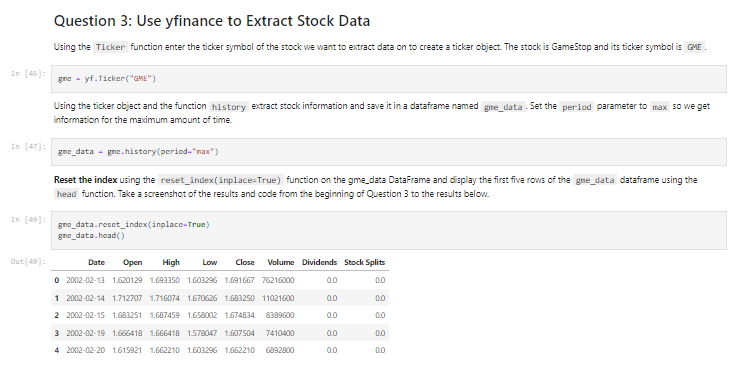 Question 3: Use yfinance to Extract Stock Data
Using the Ticker function enter the ticker symbol of the stock we want to extract data on to create a ticker object. The stock is GameStop and its ticker symbol is GME .
In [46]: gme = yf.Ticker("GME")
Using the ticker object and the function history extract stock information and save it in a dataframe named gme_data . Set the period parameter to max so we get
information for the maximum amount of time.
In [47]: gme_data = gme.history(period="max")
Reset the index using the reset_index(inplace=True) function on the gme_data DataFrame and display the first five rows of the gme_data dataframe using the
head function. Take a screenshot of the results and code from the beginning of Question 3 to the results below.
In [49]: gme_data.reset_index(inplace=True)
gme_data.head()
Out[49]: Date Open High Low Close Volume Dividends Stock Splits
0 2002-02-13 1.620129 1.693350 1.603296 1.691667 76216000 0.0 0.0
1 2002-02-14 1.712707 1.716074 1.670626 1.683250 11021600 0.0 0.0
2 2002-02-15 1.683251 1.687459 1.658002 1.674834 8389600 0.0 0.0
3 2002-02-19 1.666418 1.666418 1.578047 1.607504 7410400 0.0 0.0
4 2002-02-20 1.615921 1.662210 1.603296 1.662210 6892800 0.0 0.0